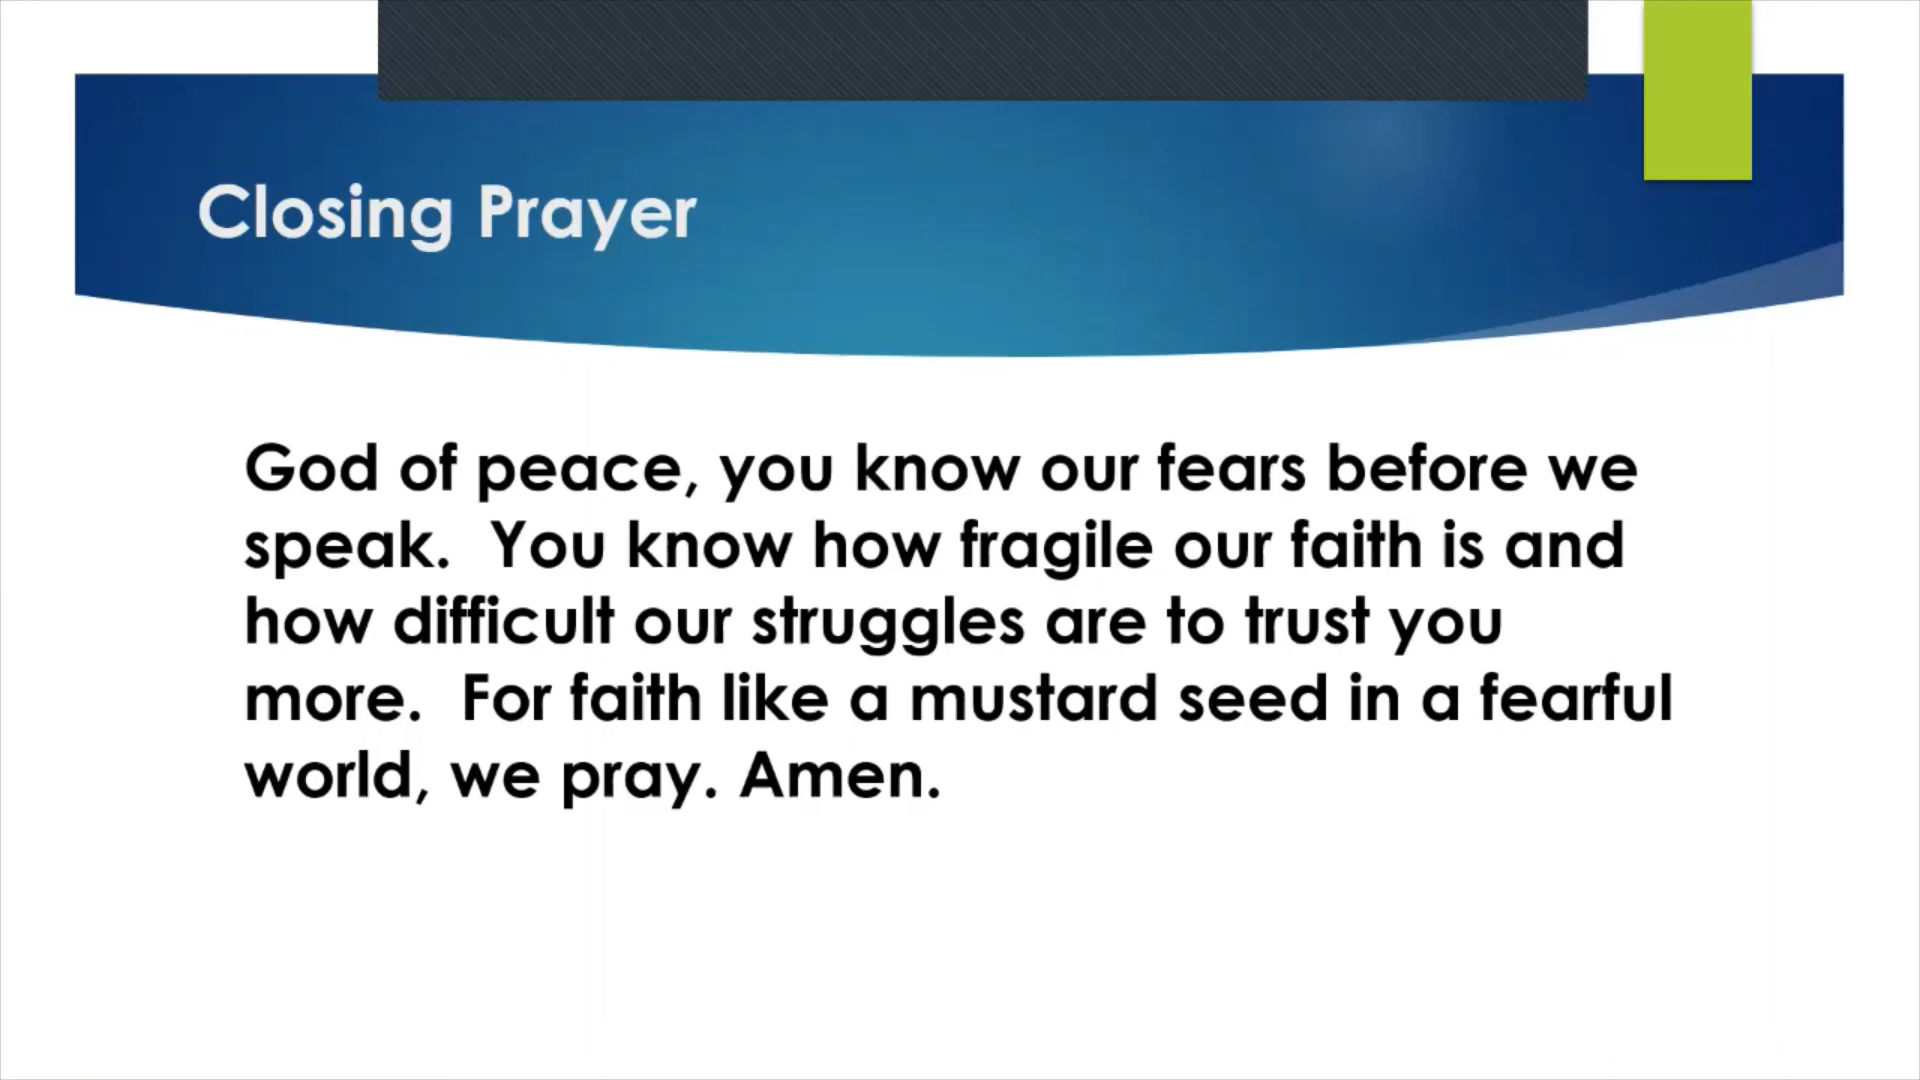 Closing Prayer
God of peace, you know our fears before we
speak.  You know how fragile our faith is and
how difficult our struggles are to trust you
more.  For faith like a mustard seed in a fearful
world, we pray. Amen.